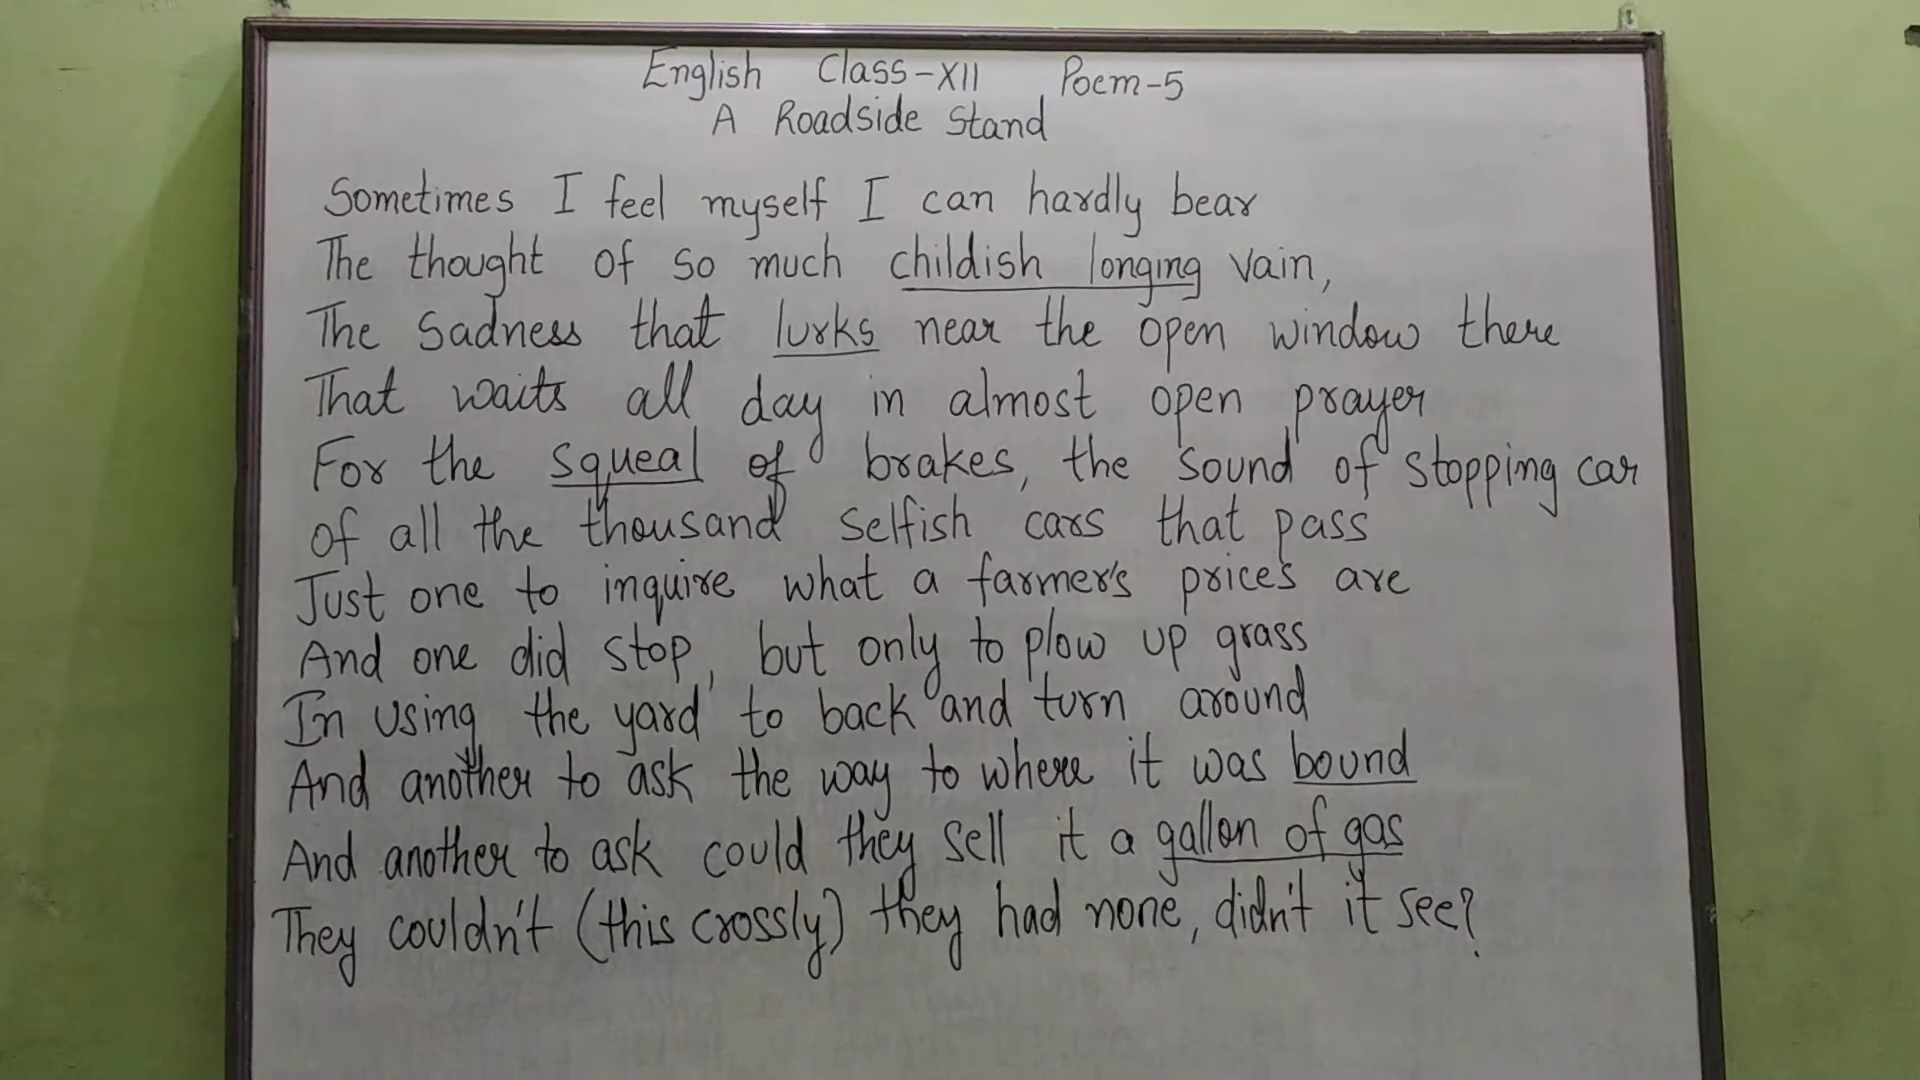 English Class-XII Poem-5
A Roadside Stand
Sometimes I feel myself I can hardly bear
The thought of so much childish longing vain,
The Sadness that lurks near the open window there
That waits all day in almost open prayer
For the squeal of brakes, the sound of stopping car
of all the thousand selfish cars that pass
Just one to inquire what a farmer's prices are
And one did stop, but only to plow up grass
In using the yard to back and turn around
And another to ask the way to where it was bound
And another to ask could they sell it a gallon of gas
They couldn't (this crossly) they had none, didn't it see?